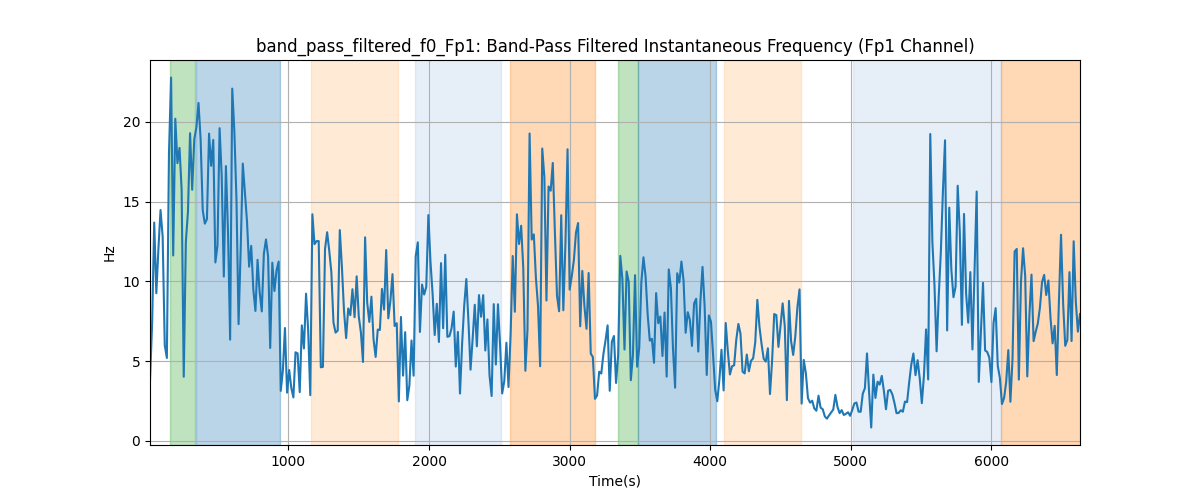 band_pass_filtered_f0_Fp1: Band-Pass Filtered Instantaneous Frequency (Fp1 Channel)
Hz
20
15
10
5
0
1000 2000 3000 4000 5000 6000
Time(s)